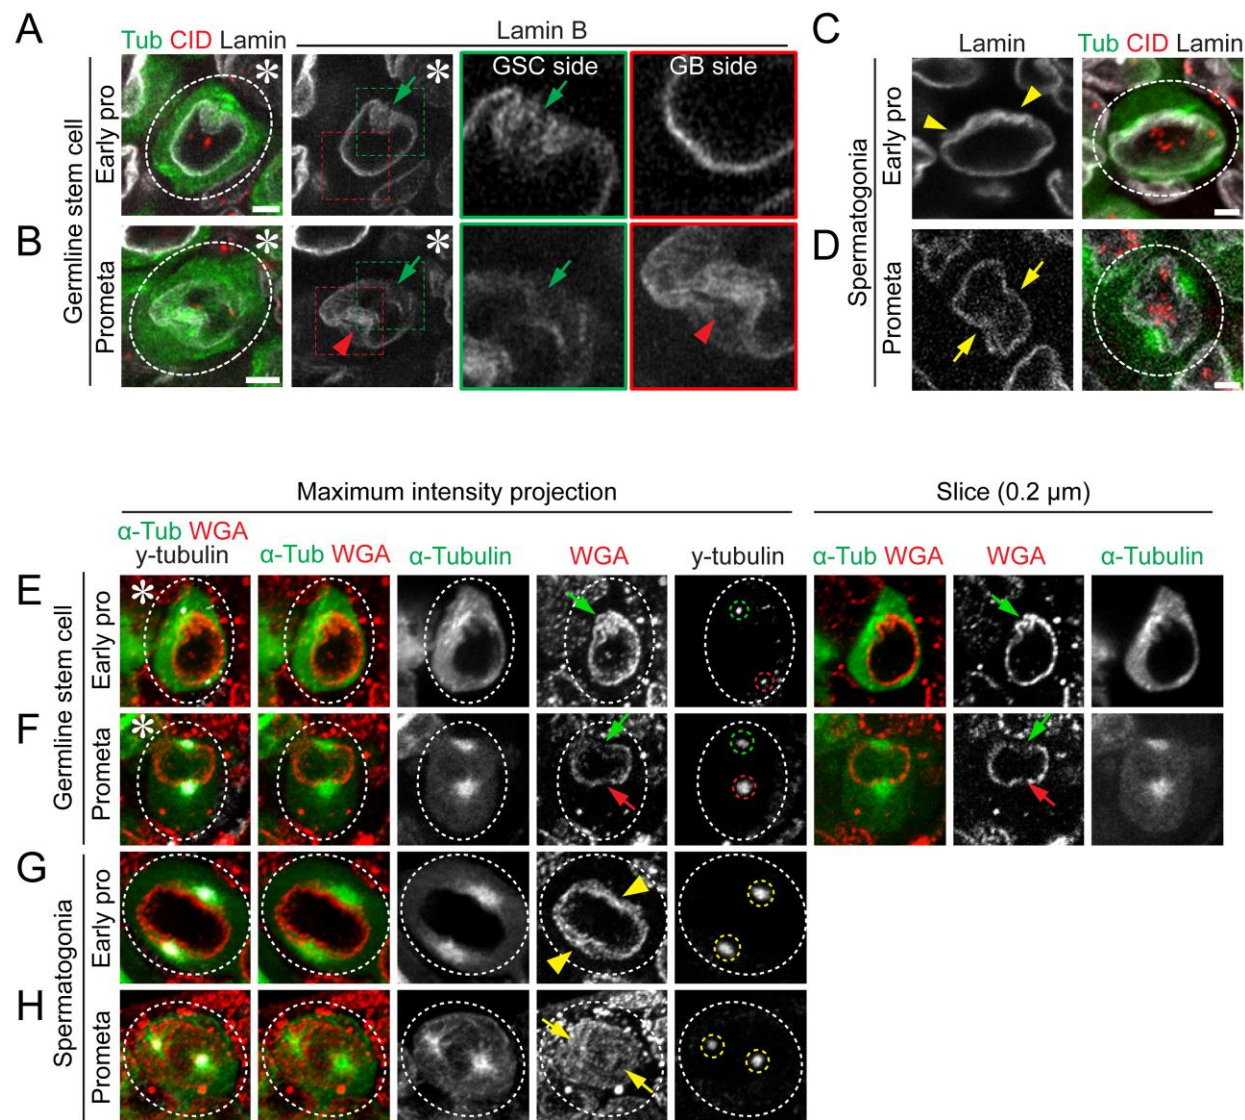 A
Tub CID Lamin
Lamin B
GSC side
GB side
Germline stem cell
Early pro
*
*
B
Prometa
*
*
C
Lamin
Tub CID Lamin
Spermatogonia
Early pro
D
Prometa
Maximum intensity projection
Slice (0.2 µm)
α-Tub WGA
y-tubulin
α-Tub WGA
α-Tubulin
WGA
y-tubulin
α-Tub WGA
WGA
α-Tubulin
E
Germline stem cell
Early pro
*
F
Prometa
*
G
Spermatogonia
Early pro
H
Prometa